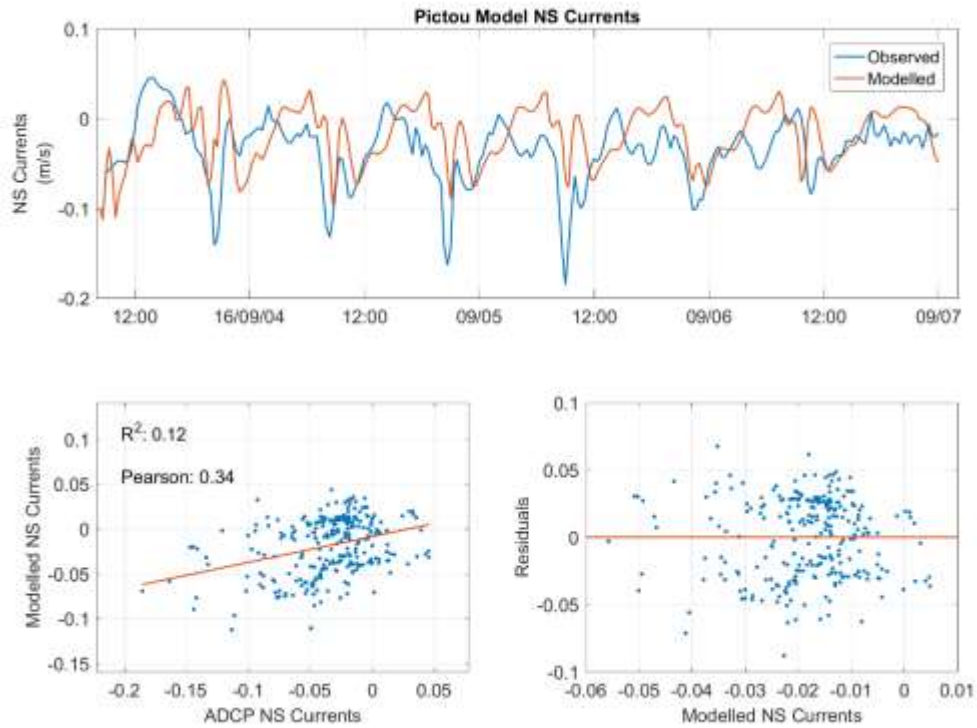 Pictou Model NS Currents
0.1
0
-0.1
-0.2
NS Currents
(m/s)
Observed
Modelled
12:00 16/09/04 12:00 09/05 12:00 09/06 12:00 09/07
R2: 0.12
Pearson: 0.34
0.1
0.05
0
-0.05
-0.1
-0.15
Modelled NS Currents
-0.2 -0.15 -0.1 -0.05 0 0.05
ADCP NS Currents
0.1
0.05
0
-0.05
-0.1
Residuals
-0.06 -0.05 -0.04 -0.03 -0.02 -0.01 0 0.01
Modelled NS Currents